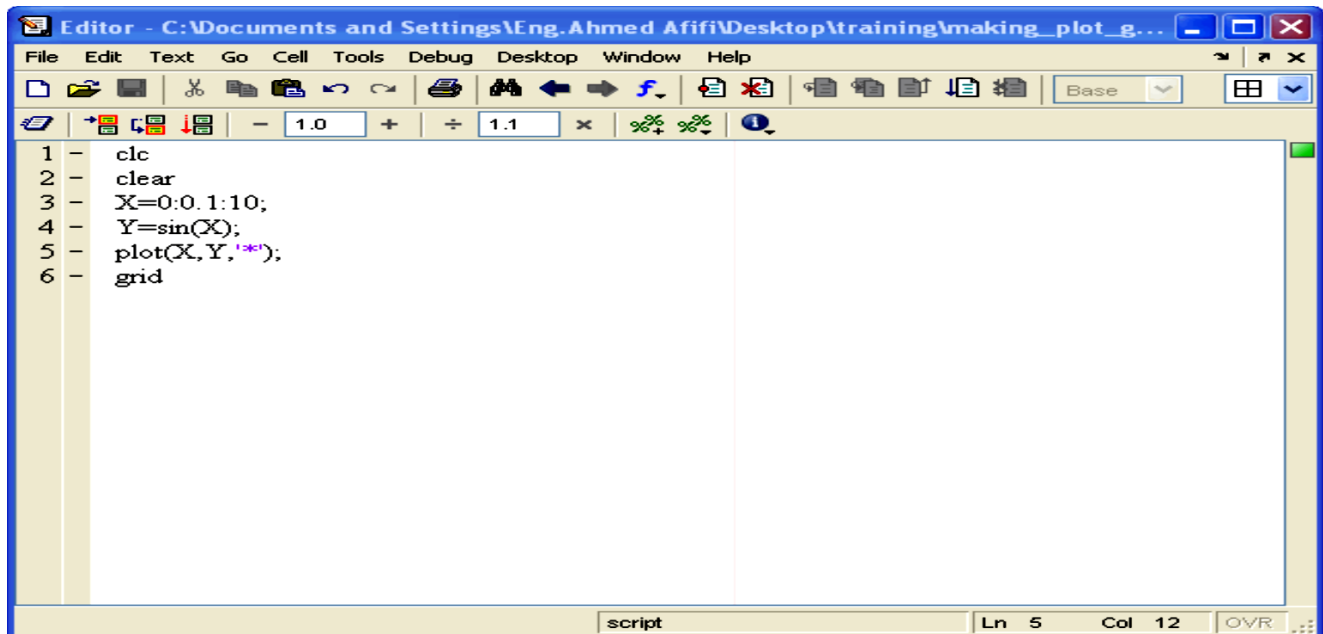 Editor - C:\Documents and Settings\Eng.Ahmed Afifi\Desktop\training\making_plot_g...
File Edit Text Go Cell Tools Debug Desktop Window Help
Base
- 1.0 + ÷ 1.1 ×
1 - clc
2 - clear
3 - X=0:0.1:10;
4 - Y=sin(X);
5 - plot(X,Y,'*');
6 - grid
script Ln 5 Col 12 OVR